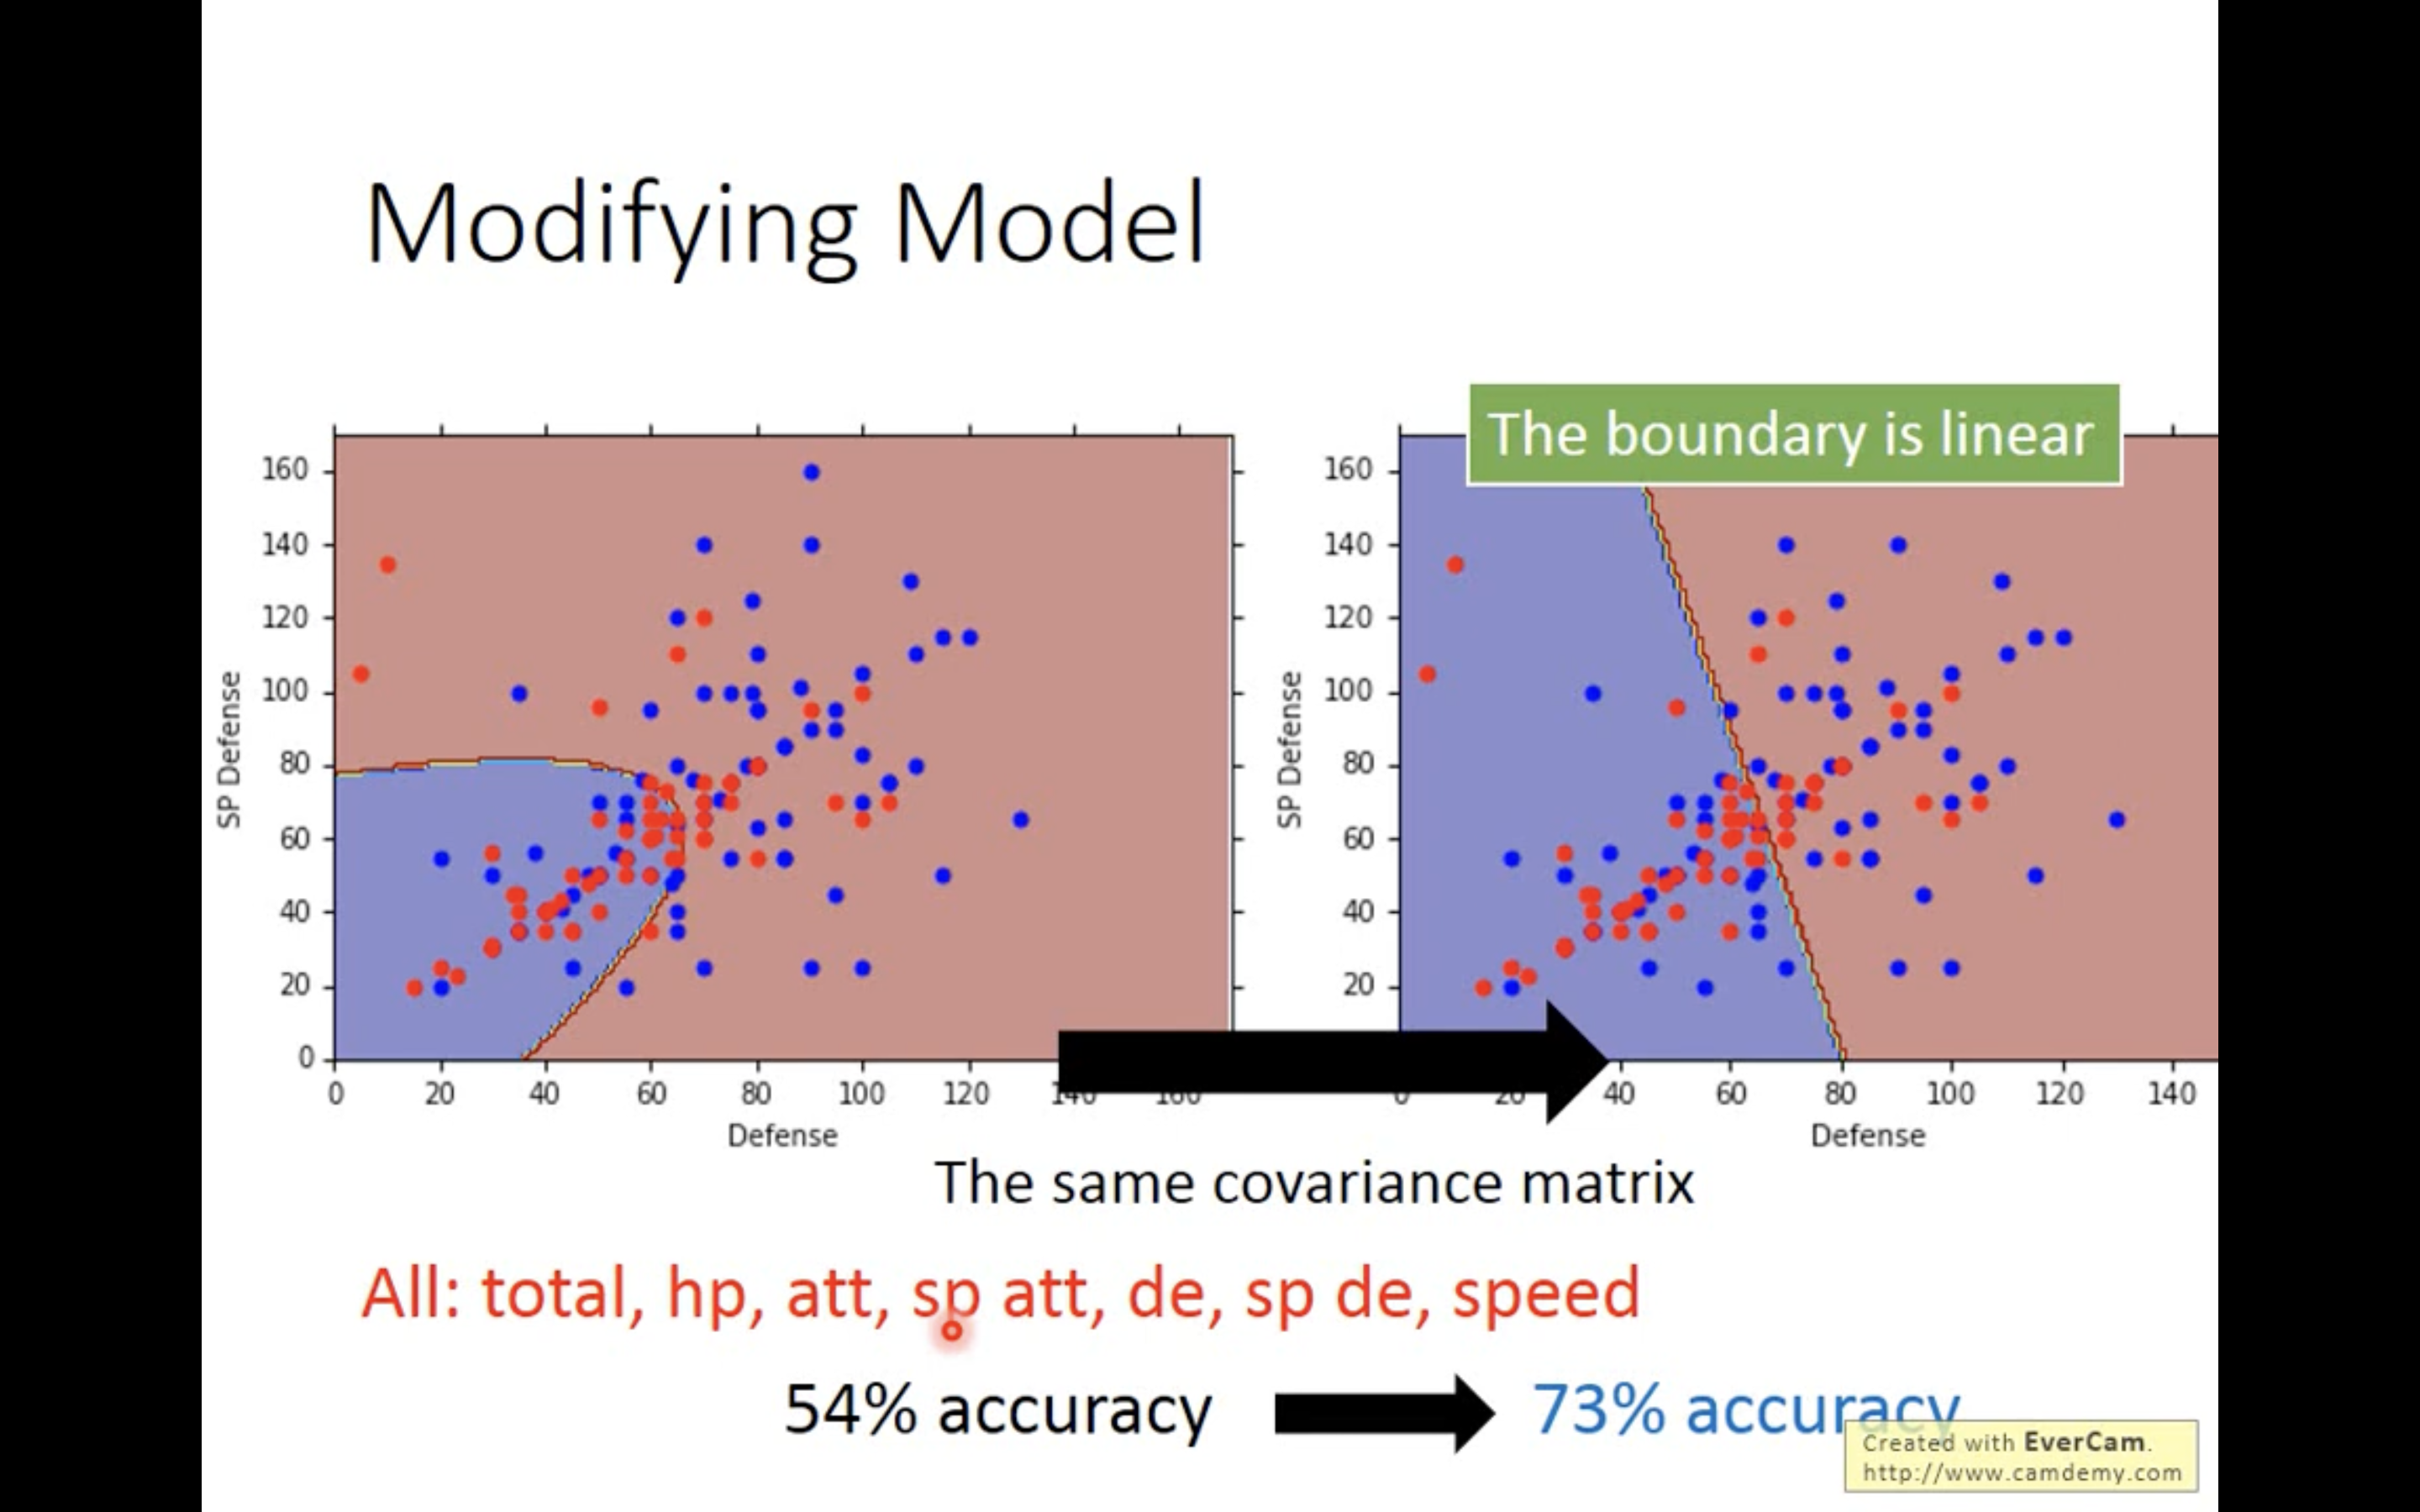 Modifying Model
The boundary is linear
160
140
120
100
80
60
40
20
0
SP Defense
0 20 40 60 80 100 120 140 160
Defense
160
140
120
100
80
60
40
20
SP Defense
0 20 40 60 80 100 120 140
Defense
The same covariance matrix
All: total, hp, att, sp att, de, sp de, speed
54% accuracy
73% accuracy
Created with EverCam.
http://www.camdemy.com